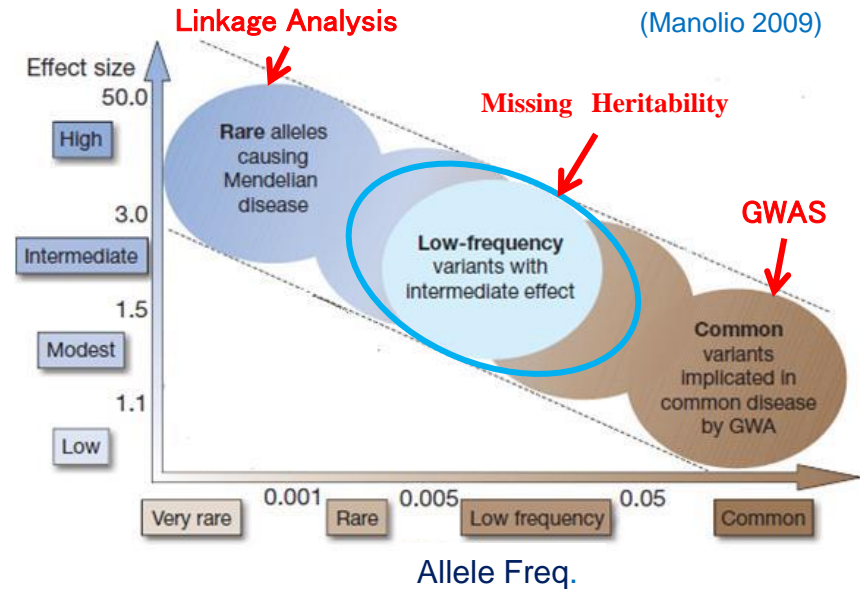 Linkage Analysis
(Manolio 2009)
Effect size
50.0
High
3.0
Intermediate
1.5
Modest
1.1
Low
Rare alleles
causing
Mendelian
disease
Missing Heritability
Low-frequency
variants with
intermediate effect
GWAS
Common
variants
implicated in
common disease
by GWA
0.001
0.005
0.05
Very rare
Rare
Low frequency
Common
Allele Freq.